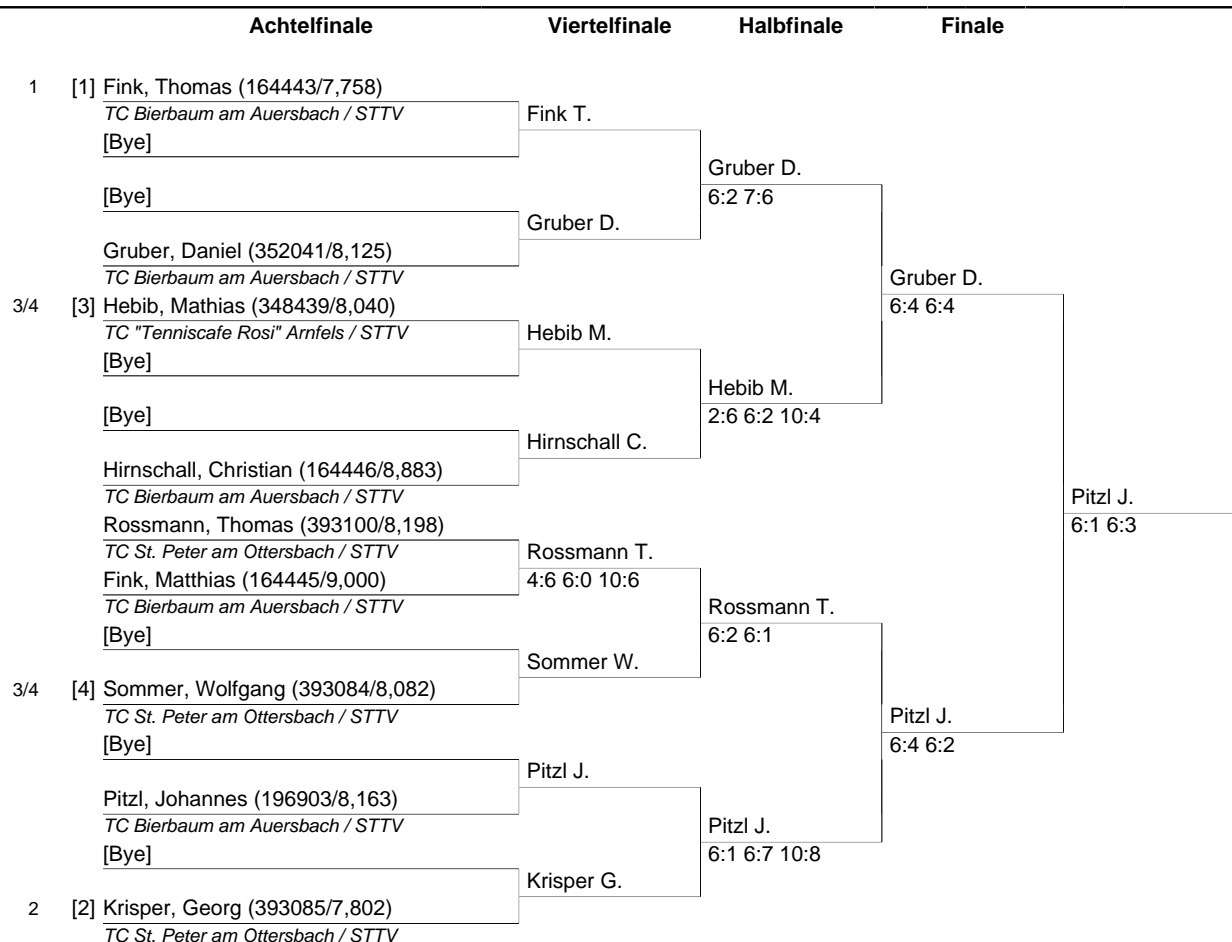 Achtelfinale Viertelfinale Halbfinale Finale
1 [1] Fink, Thomas (164443/7,758)
TC Bierbaum am Auersbach / STTV Fink T.
[Bye]
Gruber D.
[Bye] 6:2 7:6
Gruber D.
Gruber, Daniel (352041/8,125)
TC Bierbaum am Auersbach / STTV Gruber D.
3/4 [3] Hebib, Mathias (348439/8,040) 6:4 6:4
TC "Tenniscafe Rosi" Arnfels / STTV Hebib M.
[Bye]
Hebib M.
[Bye] 2:6 6:2 10:4
Hirnschall C.
Hirnschall, Christian (164446/8,883)
TC Bierbaum am Auersbach / STTV Pitzl J.
Rossmann, Thomas (393100/8,198) 6:1 6:3
TC St. Peter am Ottersbach / STTV Rossmann T.
Fink, Matthias (164445/9,000) 4:6 6:0 10:6
TC Bierbaum am Auersbach / STTV Rossmann T.
[Bye] 6:2 6:1
Sommer W.
3/4 [4] Sommer, Wolfgang (393084/8,082)
TC St. Peter am Ottersbach / STTV Pitzl J.
[Bye] 6:4 6:2
Pitzl J.
Pitzl, Johannes (196903/8,163)
TC Bierbaum am Auersbach / STTV Pitzl J.
[Bye] 6:1 6:7 10:8
Krisper G.
2 [2] Krisper, Georg (393085/7,802)
TC St. Peter am Ottersbach / STTV